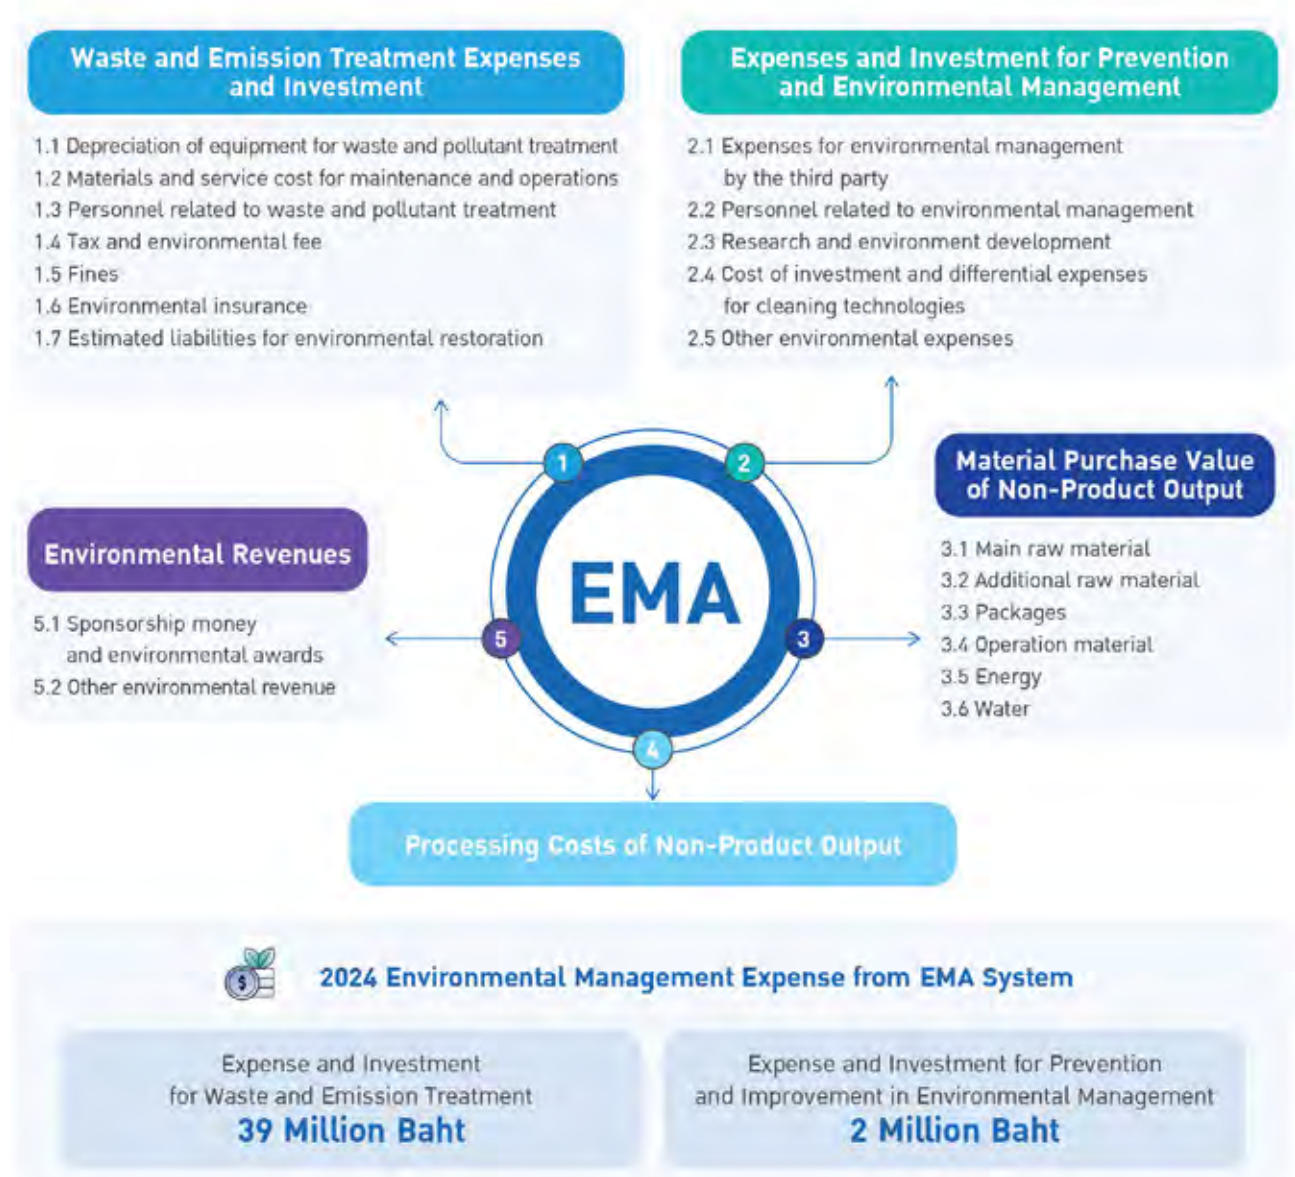 Waste and Emission Treatment Expenses
and Investment
1.1 Depreciation of equipment for waste and pollutant treatment
1.2 Materials and service cost for maintenance and operations
1.3 Personnel related to waste and pollutant treatment
1.4 Tax and environmental fee
1.5 Fines
1.6 Environmental insurance
1.7 Estimated liabilities for environmental restoration
Expenses and Investment for Prevention
and Environmental Management
2.1 Expenses for environmental management
by the third party
2.2 Personnel related to environmental management
2.3 Research and environment development
2.4 Cost of investment and differential expenses
for cleaning technologies
2.5 Other environmental expenses
1
2
Material Purchase Value
of Non-Product Output
3.1 Main raw material
3.2 Additional raw material
3.3 Packages
3.4 Operation material
3.5 Energy
3.6 Water
Environmental Revenues
5.1 Sponsorship money
and environmental awards
5.2 Other environmental revenue
EMA
5
3
4
Processing Costs of Non-Product Output
$
2024 Environmental Management Expense from EMA System
Expense and Investment
for Waste and Emission Treatment
39 Million Baht
Expense and Investment for Prevention
and Improvement in Environmental Management
2 Million Baht